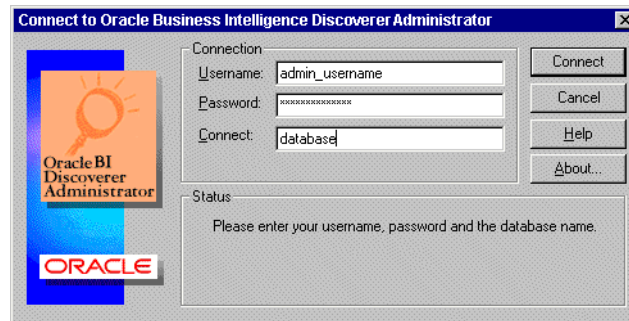 Connect to Oracle Business Intelligence Discoverer Administrator
Connection
Username: admin_username
Password: xxxxxxxxxxxxxx
Connect: database
Connect
Cancel
Help
About...
Oracle BI
Discoverer
Administrator
ORACLE
Status
Please enter your username, password and the database name.